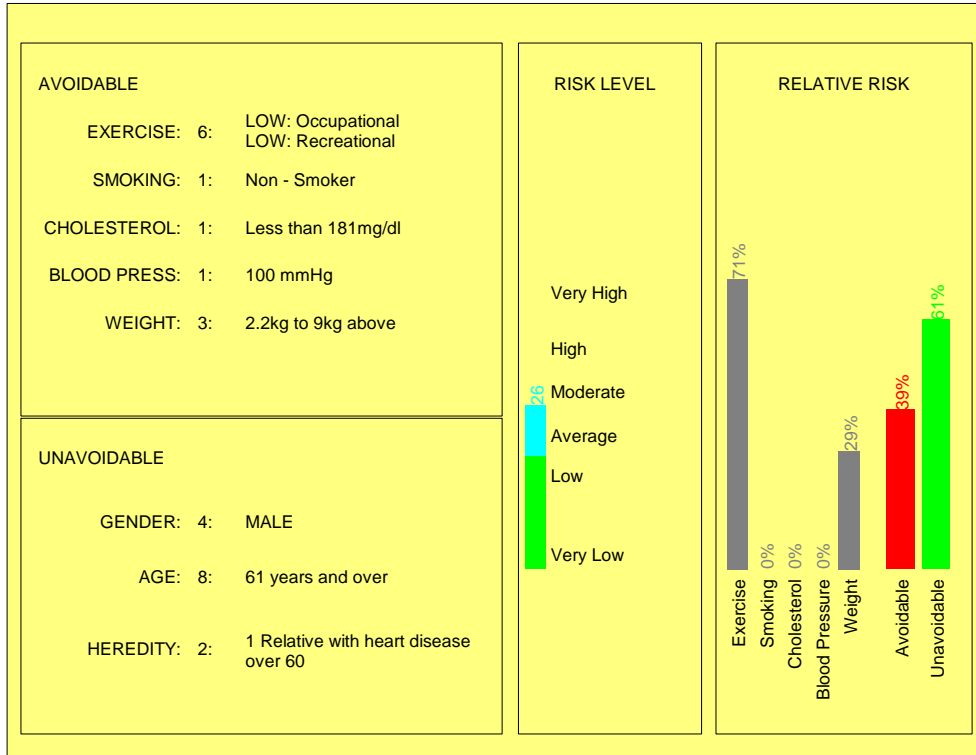 AVOIDABLE
EXERCISE: 6: LOW: Occupational
LOW: Recreational
SMOKING: 1: Non - Smoker
CHOLESTEROL: 1: Less than 181mg/dl
BLOOD PRESS: 1: 100 mmHg
WEIGHT: 3: 2.2kg to 9kg above
UNAVOIDABLE
GENDER: 4: MALE
AGE: 8: 61 years and over
HEREDITY: 2: 1 Relative with heart disease
over 60
RISK LEVEL
Very High
High
Moderate
26
Average
Low
Very Low
RELATIVE RISK
71%
0%
0%
0%
29%
39%
61%
Exercise
Smoking
Cholesterol
Blood Pressure
Weight
Avoidable
Unavoidable